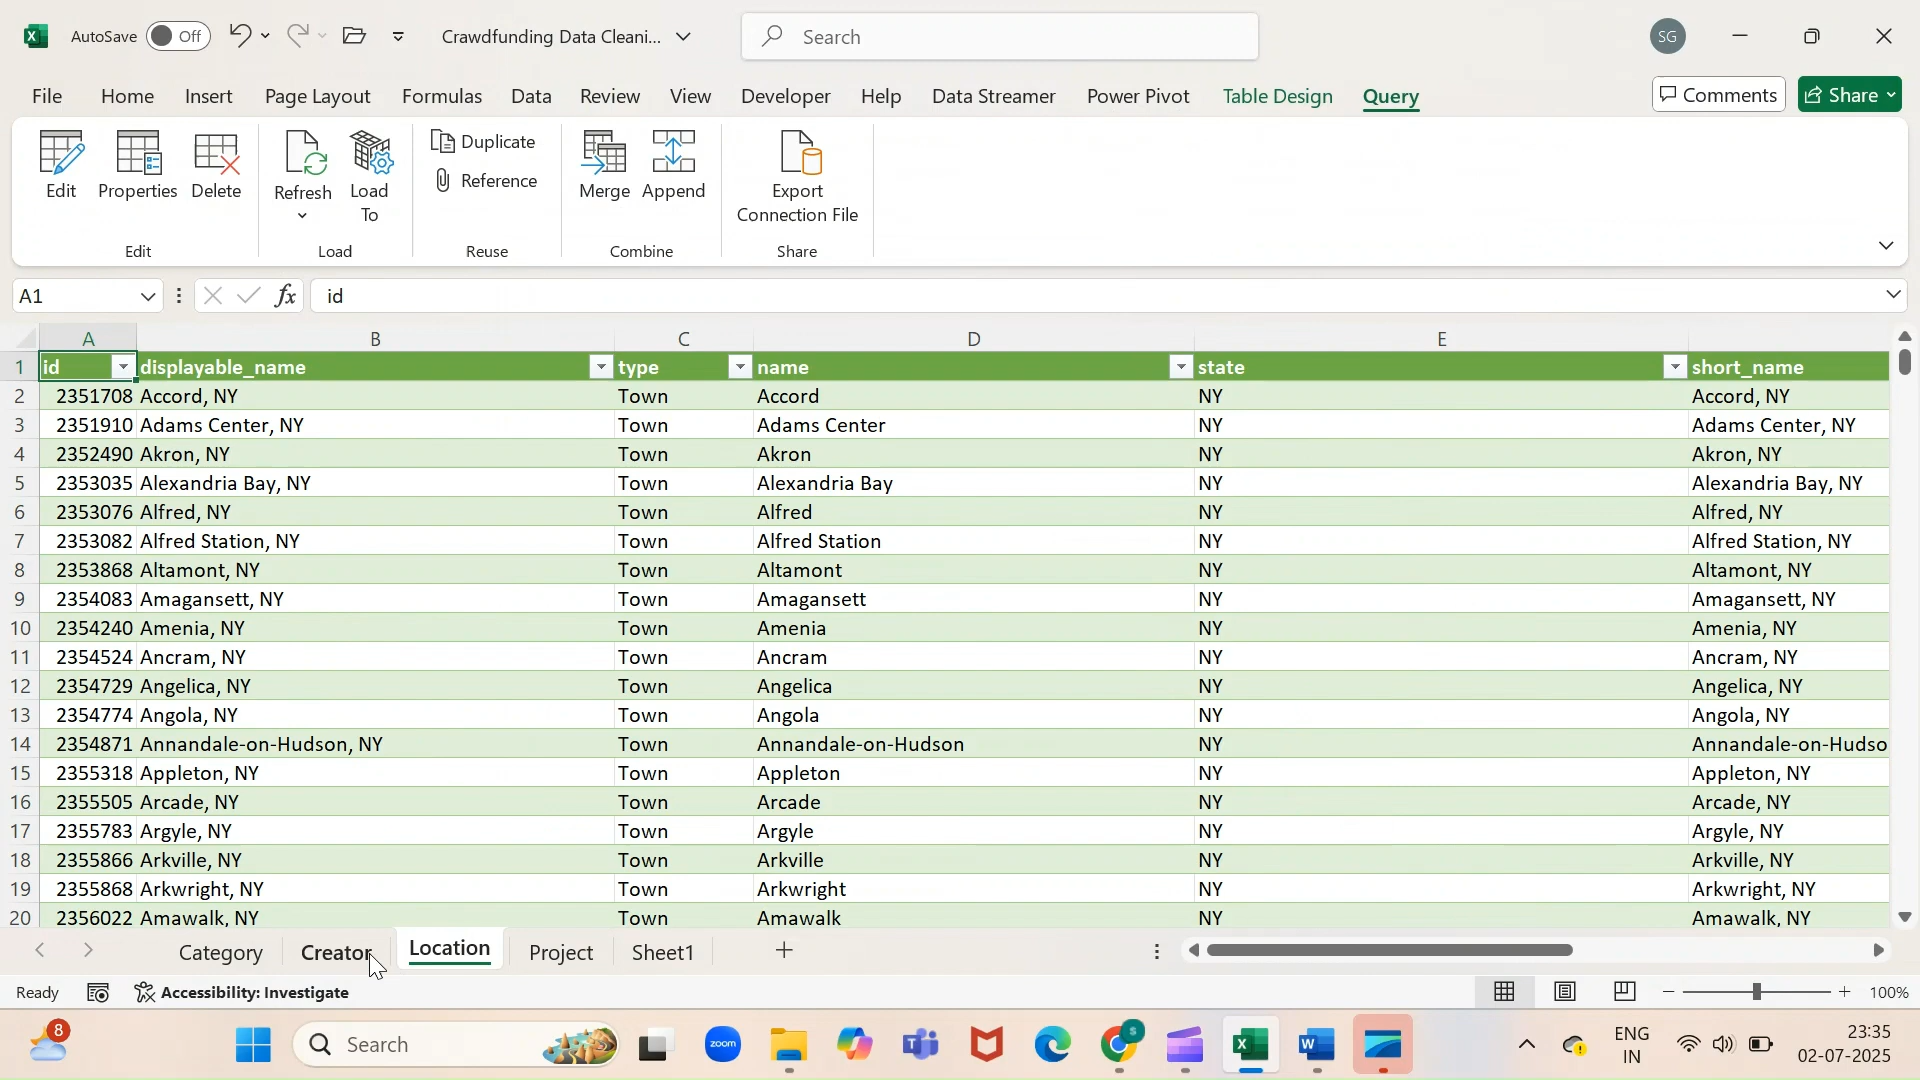 AutoSave Off Crawdfunding Data Cleani... Search SG
File Home Insert Page Layout Formulas Data Review View Developer Help Data Streamer Power Pivot Table Design Query Comments Share
Edit Properties Delete Refresh Load To Duplicate Reference Merge Append Export Connection File
Edit Load Reuse Combine Share
A1 fx id
A B C D E
1 id displayable_name type name state short_name
2 2351708 Accord, NY Town Accord NY Accord, NY
3 2351910 Adams Center, NY Town Adams Center NY Adams Center, NY
4 2352490 Akron, NY Town Akron NY Akron, NY
5 2353035 Alexandria Bay, NY Town Alexandria Bay NY Alexandria Bay, NY
6 2353076 Alfred, NY Town Alfred NY Alfred, NY
7 2353082 Alfred Station, NY Town Alfred Station NY Alfred Station, NY
8 2353868 Altamont, NY Town Altamont NY Altamont, NY
9 2354083 Amagansett, NY Town Amagansett NY Amagansett, NY
10 2354240 Amenia, NY Town Amenia NY Amenia, NY
11 2354524 Ancram, NY Town Ancram NY Ancram, NY
12 2354729 Angelica, NY Town Angelica NY Angelica, NY
13 2354774 Angola, NY Town Angola NY Angola, NY
14 2354871 Annandale-on-Hudson, NY Town Annandale-on-Hudson NY Annandale-on-Hudso
15 2355318 Appleton, NY Town Appleton NY Appleton, NY
16 2355505 Arcade, NY Town Arcade NY Arcade, NY
17 2355783 Argyle, NY Town Argyle NY Argyle, NY
18 2355866 Arkville, NY Town Arkville NY Arkville, NY
19 2355868 Arkwright, NY Town Arkwright NY Arkwright, NY
20 2356022 Amawalk, NY Town Amawalk NY Amawalk, NY
Category Creator Location Project Sheet1
Ready Accessibility: Investigate 100%
8 Search zoom S ENG IN 23:35 02-07-2025